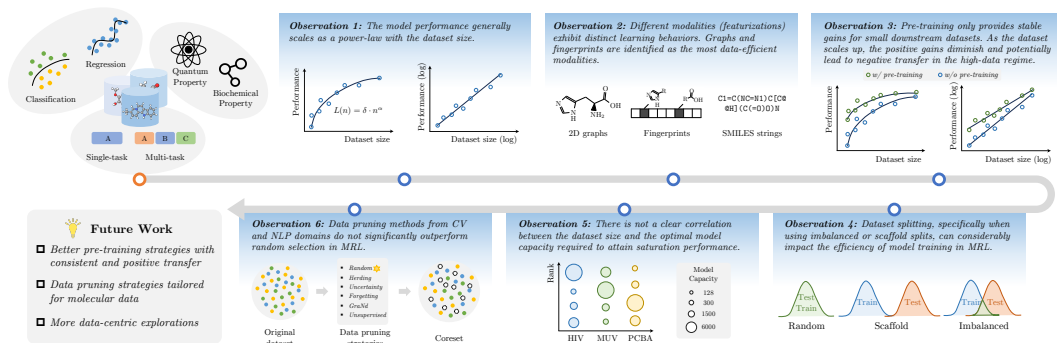 Regression
Classification
Quantum
Property
Biochemical
Property
A
A B C
Single-task
Multi-task
Observation 1: The model performance generally
scales as a power-law with the dataset size.
Performance
L(n) = δ · n^α
Dataset size
Performance (log)
Dataset size (log)
Observation 2: Different modalities (featurizations)
exhibit distinct learning behaviors. Graphs and
fingerprints are identified as the most data-efficient
modalities.
N
N
H
O
OH
NH2
2D graphs
Fingerprints
C1=C(NC=N1)C[C@
@H](C(=O)O)N
SMILES strings
Observation 3: Pre-training only provides stable
gains for small downstream datasets. As the dataset
scales up, the positive gains diminish and potentially
lead to negative transfer in the high-data regime.
w/ pre-training
w/o pre-training
Performance
Dataset size
Performance (log)
Dataset size (log)
Future Work
Better pre-training strategies with
consistent and positive transfer
Data pruning strategies tailored
for molecular data
More data-centric explorations
Observation 6: Data pruning methods from CV
and NLP domains do not significantly outperform
random selection in MRL.
Random
Herding
Uncertainty
Forgetting
GraNd
Unsupervised
Original
dataset
Data pruning
strategies
Coreset
Observation 5: There is not a clear correlation
between the dataset size and the optimal model
capacity required to attain saturation performance.
Rank
HIV
MUV
PCBA
Model
Capacity
128
300
1500
6000
Observation 4: Dataset splitting, specifically when
using imbalanced or scaffold splits, can considerably
impact the efficiency of model training in MRL.
Test
Train
Random
Train
Test
Scaffold
Train
Test
Imbalanced